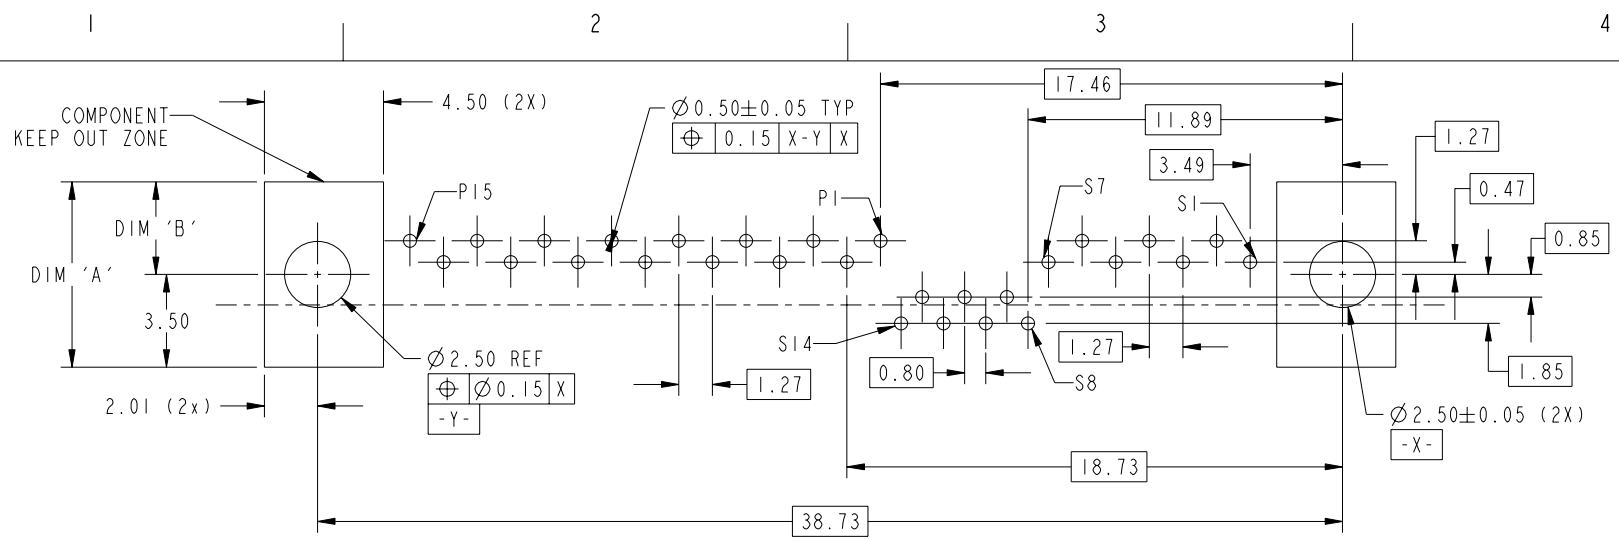 1 2 3 4
17.46
COMPONENT
KEEP OUT ZONE
4.50 (2X)
Ø0.50±0.05 TYP
⌖ 0.15 X-Y X
11.89
1.27
3.49
0.47
P15
P1
S7
S1
0.85
DIM 'B'
DIM 'A'
3.50
S14
1.27
Ø2.50 REF
⌖ Ø0.15 X
-Y-
0.80
S8
1.85
1.27
2.01 (2x)
Ø2.50±0.05 (2X)
-X-
18.73
38.73